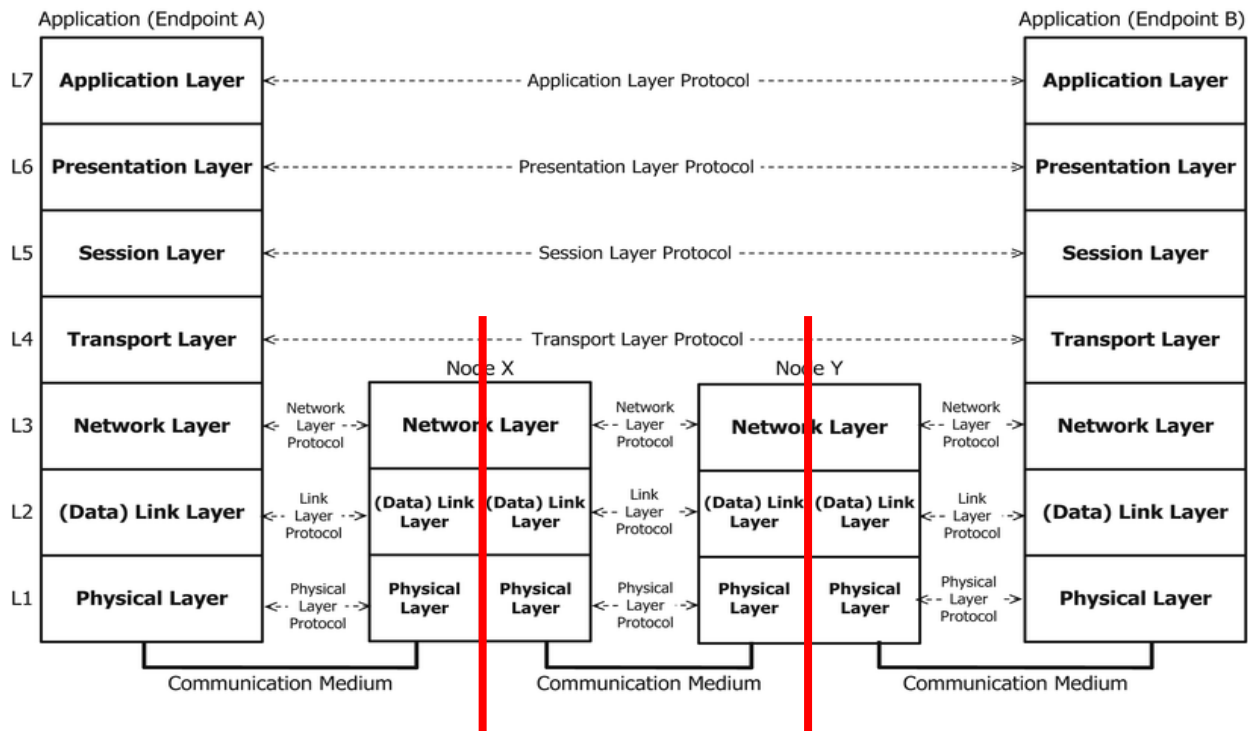 Application (Endpoint A)
Application (Endpoint B)
L7
Application Layer
Application Layer Protocol
Application Layer
L6
Presentation Layer
Presentation Layer Protocol
Presentation Layer
L5
Session Layer
Session Layer Protocol
Session Layer
L4
Transport Layer
Transport Layer Protocol
Transport Layer
Node X
Node Y
L3
Network Layer
Network
Layer
Protocol
Network Layer
Network
Layer
Protocol
Network Layer
Network
Layer
Protocol
Network Layer
L2
(Data) Link Layer
Link
Layer
Protocol
(Data) Link
Layer
(Data) Link
Layer
Link
Layer
Protocol
(Data) Link
Layer
(Data) Link
Layer
Link
Layer
Protocol
(Data) Link Layer
L1
Physical Layer
Physical
Layer
Protocol
Physical
Layer
Physical
Layer
Physical
Layer
Protocol
Physical
Layer
Physical
Layer
Physical
Layer
Protocol
Physical Layer
Communication Medium
Communication Medium
Communication Medium